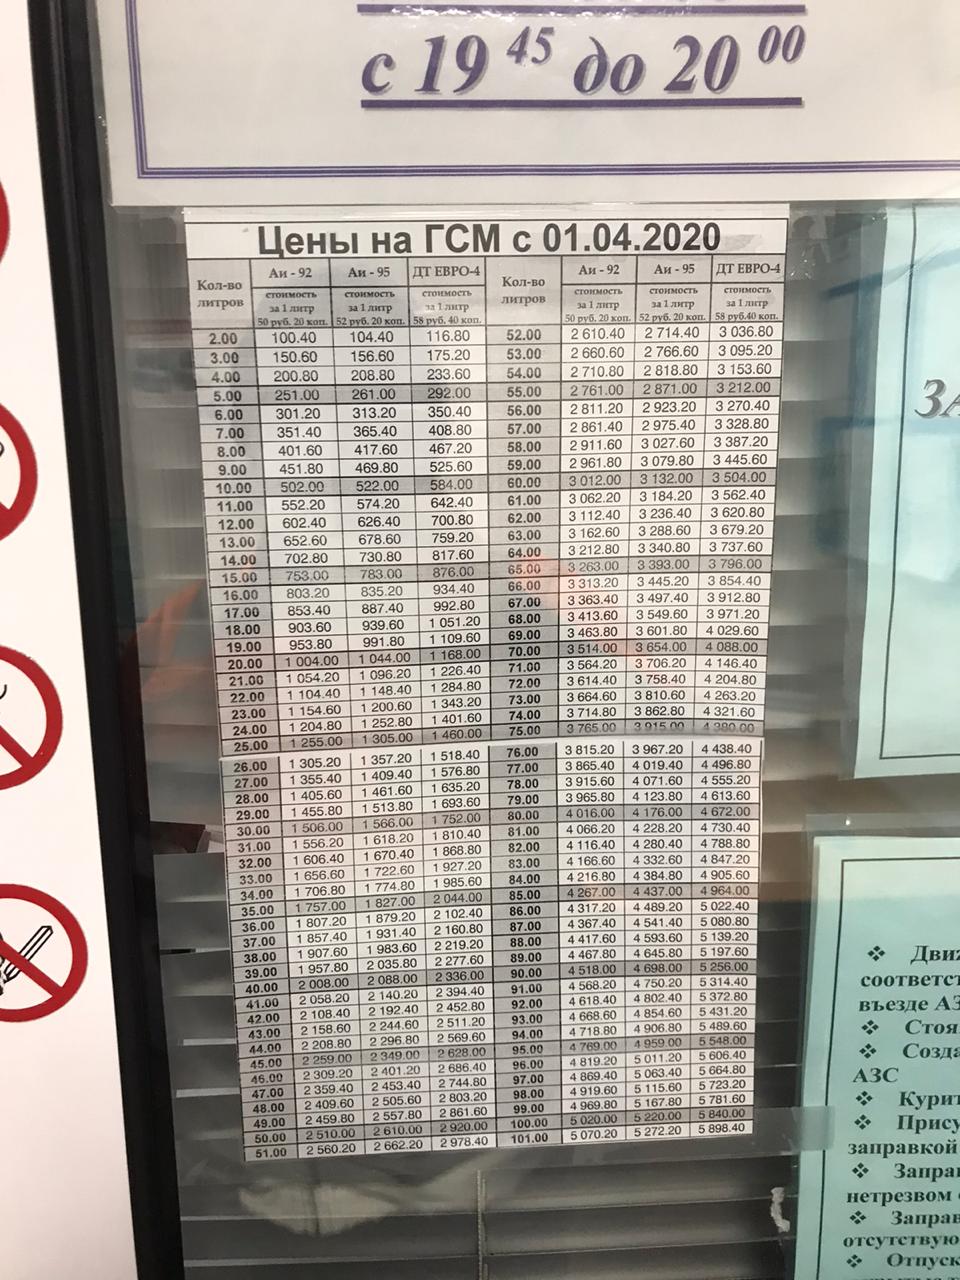 с 19 45 до 20 00
Цены на ГСМ с 01.04.2020
Кол-во литров Аи - 92 Аи - 95 ДТ ЕВРО-4 Кол-во литров Аи - 92 Аи - 95 ДТ ЕВРО-4
стоимость стоимость стоимость стоимость стоимость стоимость
за 1 литр за 1 литр за 1 литр за 1 литр за 1 литр за 1 литр
50 руб. 20 коп. 52 руб. 20 коп. 58 руб. 40 коп. 50 руб. 20 коп. 52 руб. 20 коп. 58 руб.40 коп.
2.00 100.40 104.40 116.80 52.00 2 610.40 2 714.40 3 036.80
3.00 150.60 156.60 175.20 53.00 2 660.60 2 766.60 3 095.20
4.00 200.80 208.80 233.60 54.00 2 710.80 2 818.80 3 153.60
5.00 251.00 261.00 292.00 55.00 2 761.00 2 871.00 3 212.00
6.00 301.20 313.20 350.40 56.00 2 811.20 2 923.20 3 270.40
7.00 351.40 365.40 408.80 57.00 2 861.40 2 975.40 3 328.80
8.00 401.60 417.60 467.20 58.00 2 911.60 3 027.60 3 387.20
9.00 451.80 469.80 525.60 59.00 2 961.80 3 079.80 3 445.60
10.00 502.00 522.00 584.00 60.00 3 012.00 3 132.00 3 504.00
11.00 552.20 574.20 642.40 61.00 3 062.20 3 184.20 3 562.40
12.00 602.40 626.40 700.80 62.00 3 112.40 3 236.40 3 620.80
13.00 652.60 678.60 759.20 63.00 3 162.60 3 288.60 3 679.20
14.00 702.80 730.80 817.60 64.00 3 212.80 3 340.80 3 737.60
15.00 753.00 783.00 876.00 65.00 3 263.00 3 393.00 3 796.00
16.00 803.20 835.20 934.40 66.00 3 313.20 3 445.20 3 854.40
17.00 853.40 887.40 992.80 67.00 3 363.40 3 497.40 3 912.80
18.00 903.60 939.60 1 051.20 68.00 3 413.60 3 549.60 3 971.20
19.00 953.80 991.80 1 109.60 69.00 3 463.80 3 601.80 4 029.60
20.00 1 004.00 1 044.00 1 168.00 70.00 3 514.00 3 654.00 4 088.00
21.00 1 054.20 1 096.20 1 226.40 71.00 3 564.20 3 706.20 4 146.40
22.00 1 104.40 1 148.40 1 284.80 72.00 3 614.40 3 758.40 4 204.80
23.00 1 154.60 1 200.60 1 343.20 73.00 3 664.60 3 810.60 4 263.20
24.00 1 204.80 1 252.80 1 401.60 74.00 3 714.80 3 862.80 4 321.60
25.00 1 255.00 1 305.00 1 460.00 75.00 3 765.00 3 915.00 4 380.00
26.00 1 305.20 1 357.20 1 518.40 76.00 3 815.20 3 967.20 4 438.40
27.00 1 355.40 1 409.40 1 576.80 77.00 3 865.40 4 019.40 4 496.80
28.00 1 405.60 1 461.60 1 635.20 78.00 3 915.60 4 071.60 4 555.20
29.00 1 455.80 1 513.80 1 693.60 79.00 3 965.80 4 123.80 4 613.60
30.00 1 506.00 1 566.00 1 752.00 80.00 4 016.00 4 176.00 4 672.00
31.00 1 556.20 1 618.20 1 810.40 81.00 4 066.20 4 228.20 4 730.40
32.00 1 606.40 1 670.40 1 868.80 82.00 4 116.40 4 280.40 4 788.80
33.00 1 656.60 1 722.60 1 927.20 83.00 4 166.60 4 332.60 4 847.20
34.00 1 706.80 1 774.80 1 985.60 84.00 4 216.80 4 384.80 4 905.60
35.00 1 757.00 1 827.00 2 044.00 85.00 4 267.00 4 437.00 4 964.00
36.00 1 807.20 1 879.20 2 102.40 86.00 4 317.20 4 489.20 5 022.40
37.00 1 857.40 1 931.40 2 160.80 87.00 4 367.40 4 541.40 5 080.80
38.00 1 907.60 1 983.60 2 219.20 88.00 4 417.60 4 593.60 5 139.20
39.00 1 957.80 2 035.80 2 277.60 89.00 4 467.80 4 645.80 5 197.60
40.00 2 008.00 2 088.00 2 336.00 90.00 4 518.00 4 698.00 5 256.00
41.00 2 058.20 2 140.20 2 394.40 91.00 4 568.20 4 750.20 5 314.40
42.00 2 108.40 2 192.40 2 452.80 92.00 4 618.40 4 802.40 5 372.80
43.00 2 158.60 2 244.60 2 511.20 93.00 4 668.60 4 854.60 5 431.20
44.00 2 208.80 2 296.80 2 569.60 94.00 4 718.80 4 906.80 5 489.60
45.00 2 259.00 2 349.00 2 628.00 95.00 4 769.00 4 959.00 5 548.00
46.00 2 309.20 2 401.20 2 686.40 96.00 4 819.20 5 011.20 5 606.40
47.00 2 359.40 2 453.40 2 744.80 97.00 4 869.40 5 063.40 5 664.80
48.00 2 409.60 2 505.60 2 803.20 98.00 4 919.60 5 115.60 5 723.20
49.00 2 459.80 2 557.80 2 861.60 99.00 4 969.80 5 167.80 5 781.60
50.00 2 510.00 2 610.00 2 920.00 100.00 5 020.00 5 220.00 5 840.00
51.00 2 560.20 2 662.20 2 978.40 101.00 5 070.20 5 272.20 5 898.40
ЗА
❖ Движ
соответст
въезде АЗ
❖ Стоя
❖ Созда
АЗС
❖ Курит
❖ Прису
заправкой
❖ Заправ
нетрезвом
❖ Заправ
отсутствую
❖ Отпуск